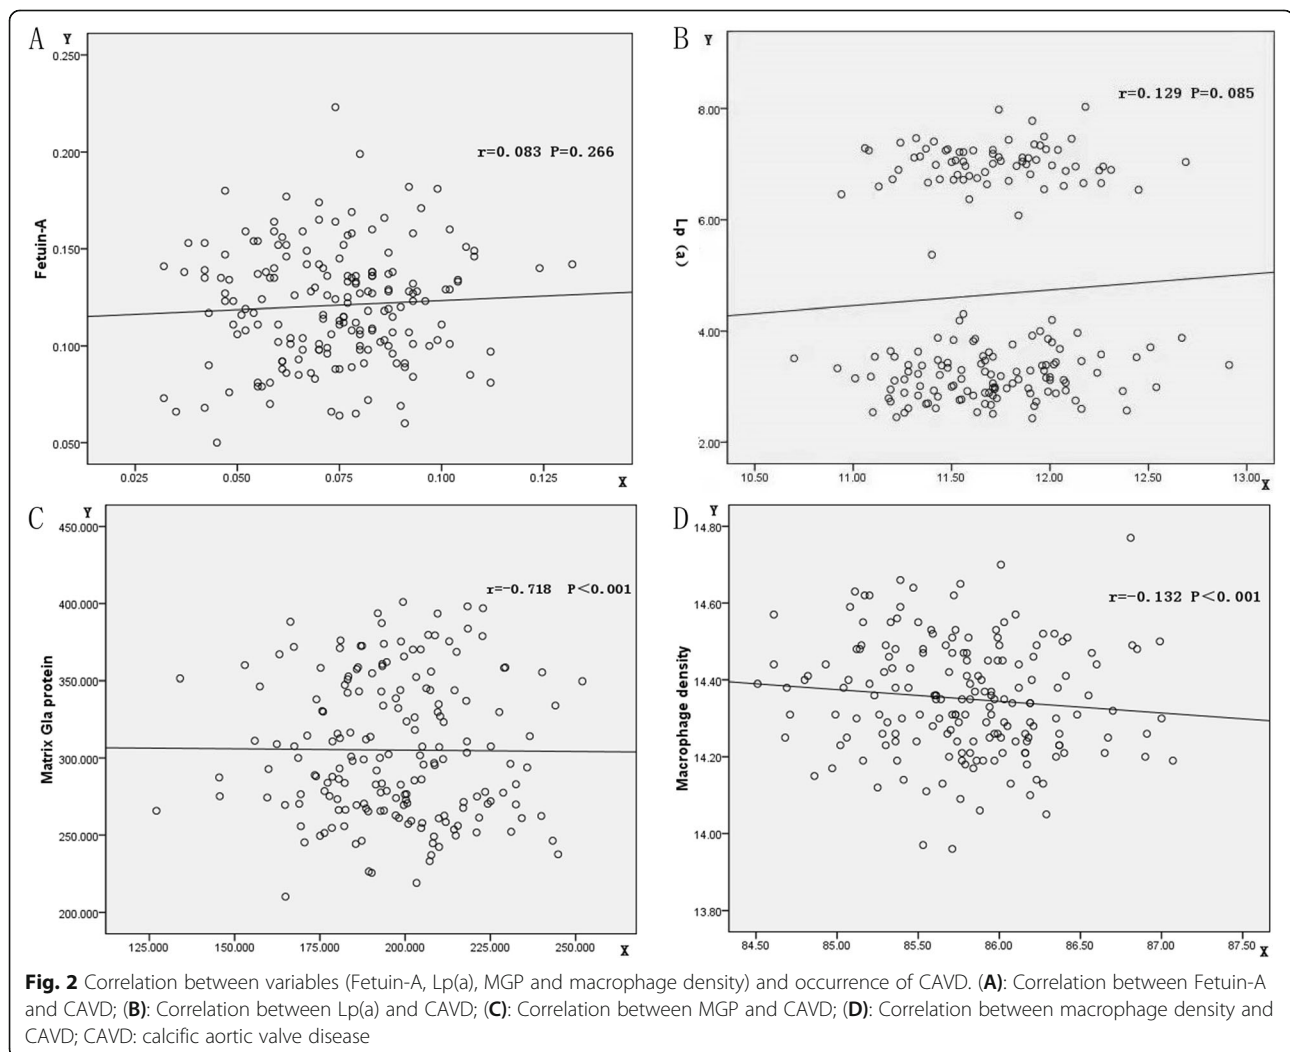 A
Y
0.250
0.200
0.150
0.100
0.050
Fetuin-A
r=0.083 P=0.266
0.025 0.050 0.075 0.100 0.125
X
B
Y
8.00
6.00
4.00
2.00
Lp (a)
r=0.129 P=0.085
10.50 11.00 11.50 12.00 12.50 13.00
X
C
Y
450.000
400.000
350.000
300.000
250.000
200.000
Matrix Gla protein
r=-0.718 P<0.001
125.000 150.000 175.000 200.000 225.000 250.000
X
D
Y
14.80
14.60
14.40
14.20
14.00
13.80
Macrophage density
r=-0.132 P<0.001
84.50 85.00 85.50 86.00 86.50 87.00 87.50
X
Fig. 2 Correlation between variables (Fetuin-A, Lp(a), MGP and macrophage density) and occurrence of CAVD. (A): Correlation between Fetuin-A
and CAVD; (B): Correlation between Lp(a) and CAVD; (C): Correlation between MGP and CAVD; (D): Correlation between macrophage density and
CAVD; CAVD: calcific aortic valve disease